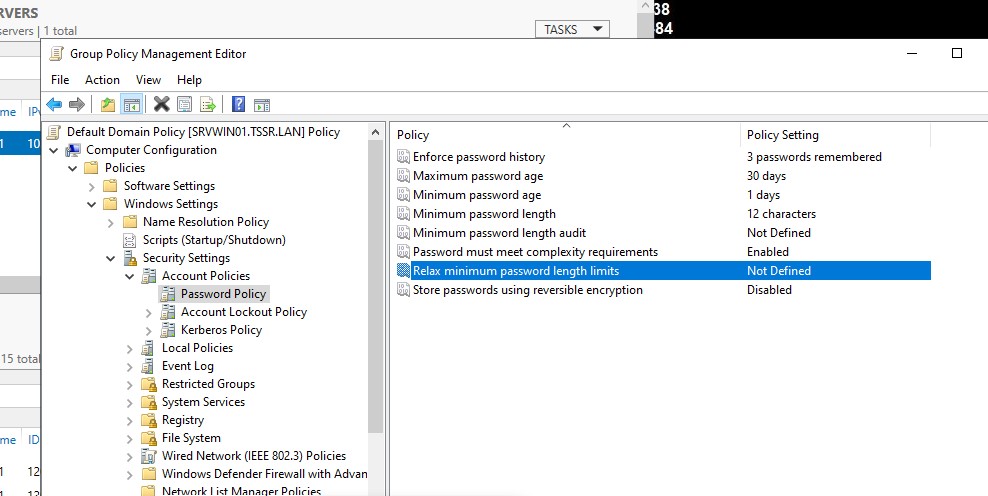 RVERS
servers | 1 total
TASKS
38
84
Group Policy Management Editor
File Action View Help
me IP
1 10
15 total
me ID
1 12
1 12
Default Domain Policy [SRVWIN01.TSSR.LAN] Policy
Computer Configuration
Policies
Software Settings
Windows Settings
Name Resolution Policy
Scripts (Startup/Shutdown)
Security Settings
Account Policies
Password Policy
Account Lockout Policy
Kerberos Policy
Local Policies
Event Log
Restricted Groups
System Services
Registry
File System
Wired Network (IEEE 802.3) Policies
Windows Defender Firewall with Advan
Network List Manager Policies
Policy Policy Setting
Enforce password history 3 passwords remembered
Maximum password age 30 days
Minimum password age 1 days
Minimum password length 12 characters
Minimum password length audit Not Defined
Password must meet complexity requirements Enabled
Relax minimum password length limits Not Defined
Store passwords using reversible encryption Disabled